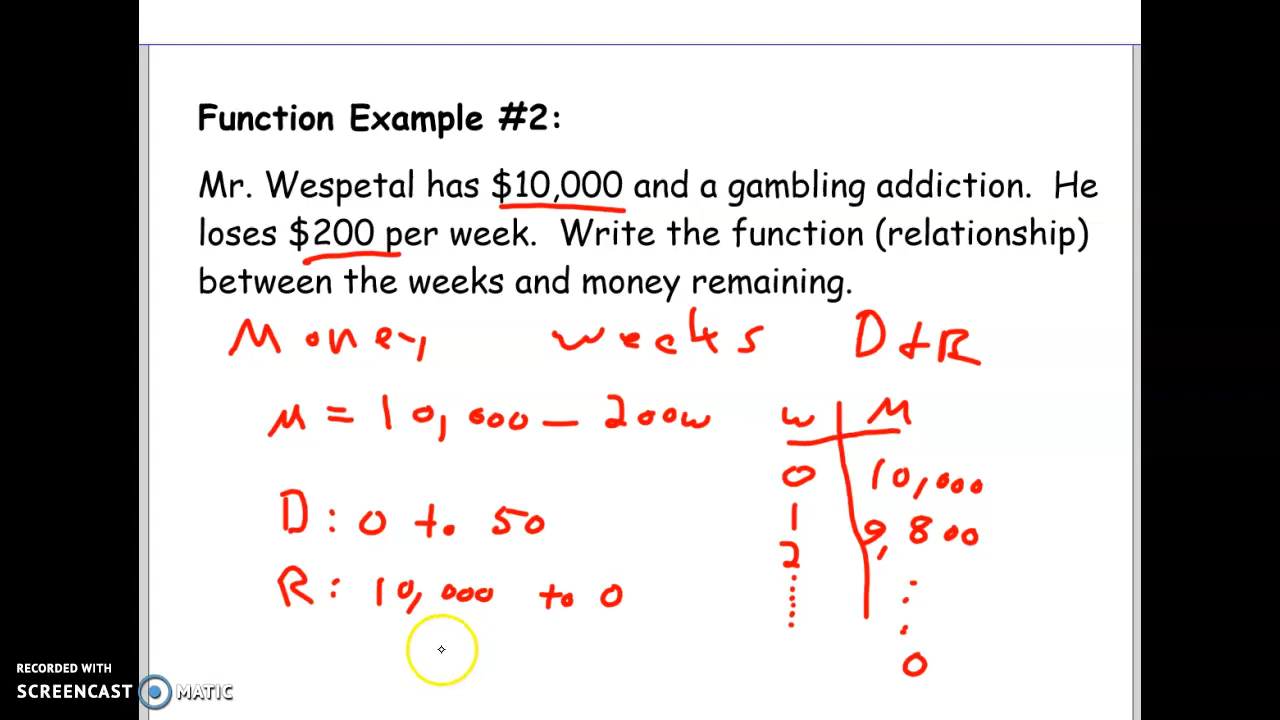 Function Example #2:
Mr. Wespetal has $10,000 and a gambling addiction. He
loses $200 per week. Write the function (relationship)
between the weeks and money remaining.
Money weeks D + R
M = 10,000 - 200w
w M
0 10,000
1 9,800
2
0
D: 0 to 50
R: 10,000 to 0
RECORDED WITH
SCREENCAST MATIC